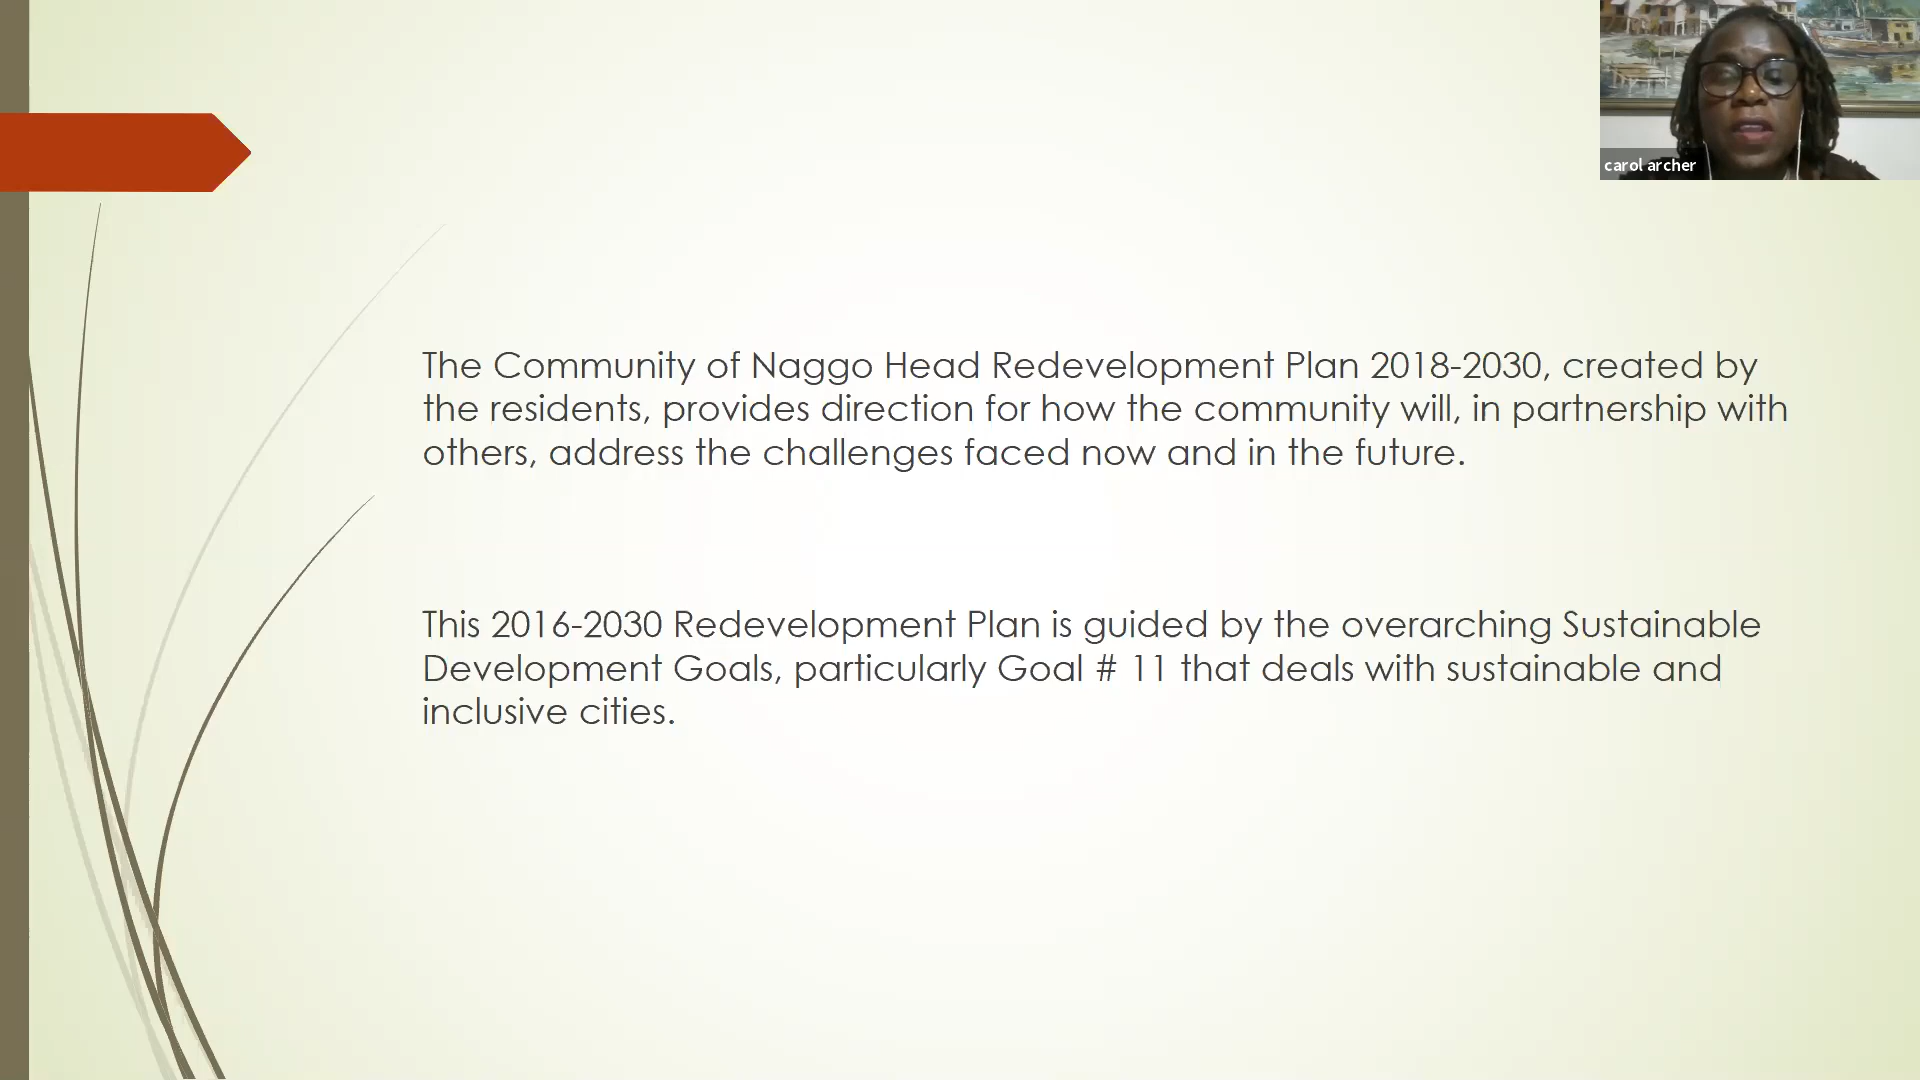 carol archer
The Community of Naggo Head Redevelopment Plan 2018-2030, created by
the residents, provides direction for how the community will, in partnership with
others, address the challenges faced now and in the future.
This 2016-2030 Redevelopment Plan is guided by the overarching Sustainable
Development Goals, particularly Goal # 11 that deals with sustainable and
inclusive cities.